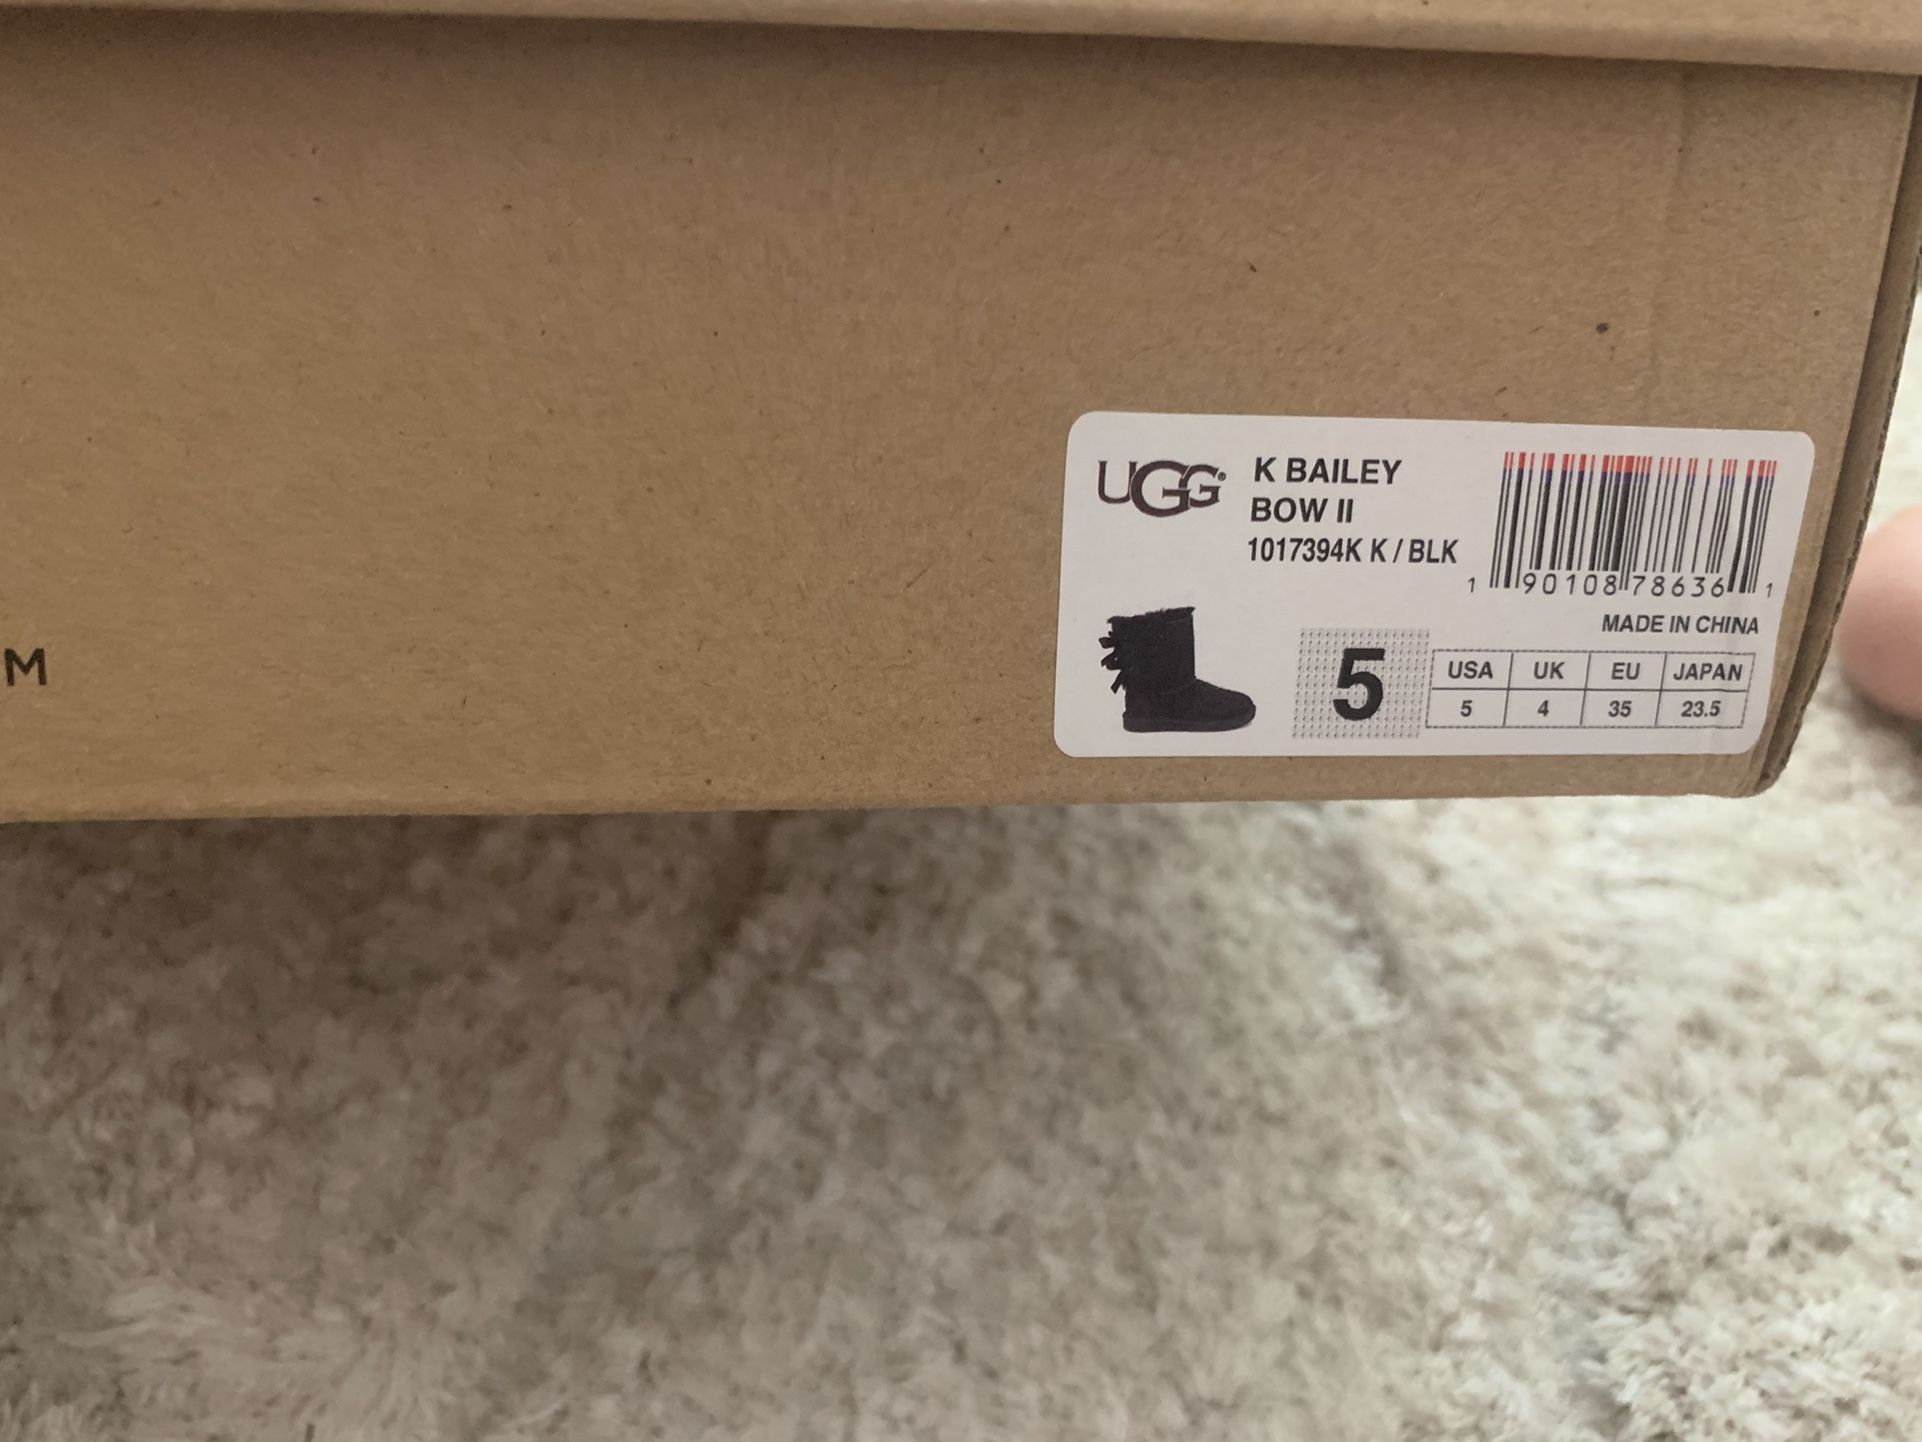 UGG®
K BAILEY
BOW II
1017394K K / BLK
1 90108 78636 1
MADE IN CHINA
5
USA UK EU JAPAN
5 4 35 23.5
M